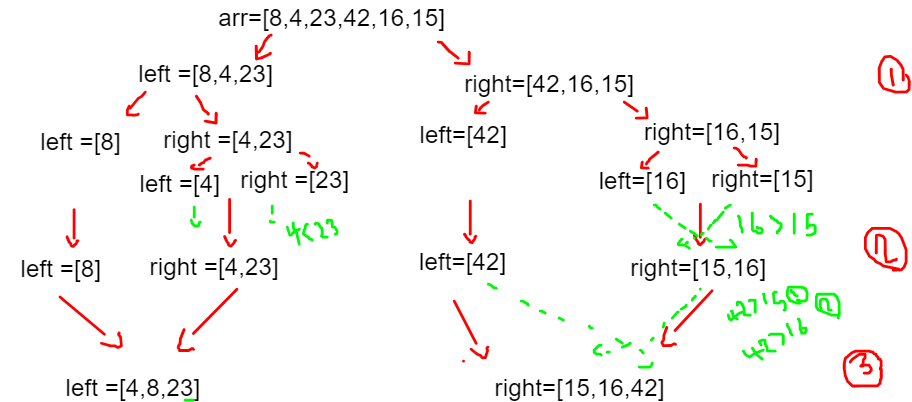 arr=[8,4,23,42,16,15]
left =[8,4,23]
right=[42,16,15]
1
left =[8]
right =[4,23]
left=[42]
right=[16,15]
left =[4]
right =[23]
left=[16]
right=[15]
4<23
16>15
left =[8]
right =[4,23]
left=[42]
right=[15,16]
2
42>15 1 2
42>16
3
left =[4,8,23]
right=[15,16,42]